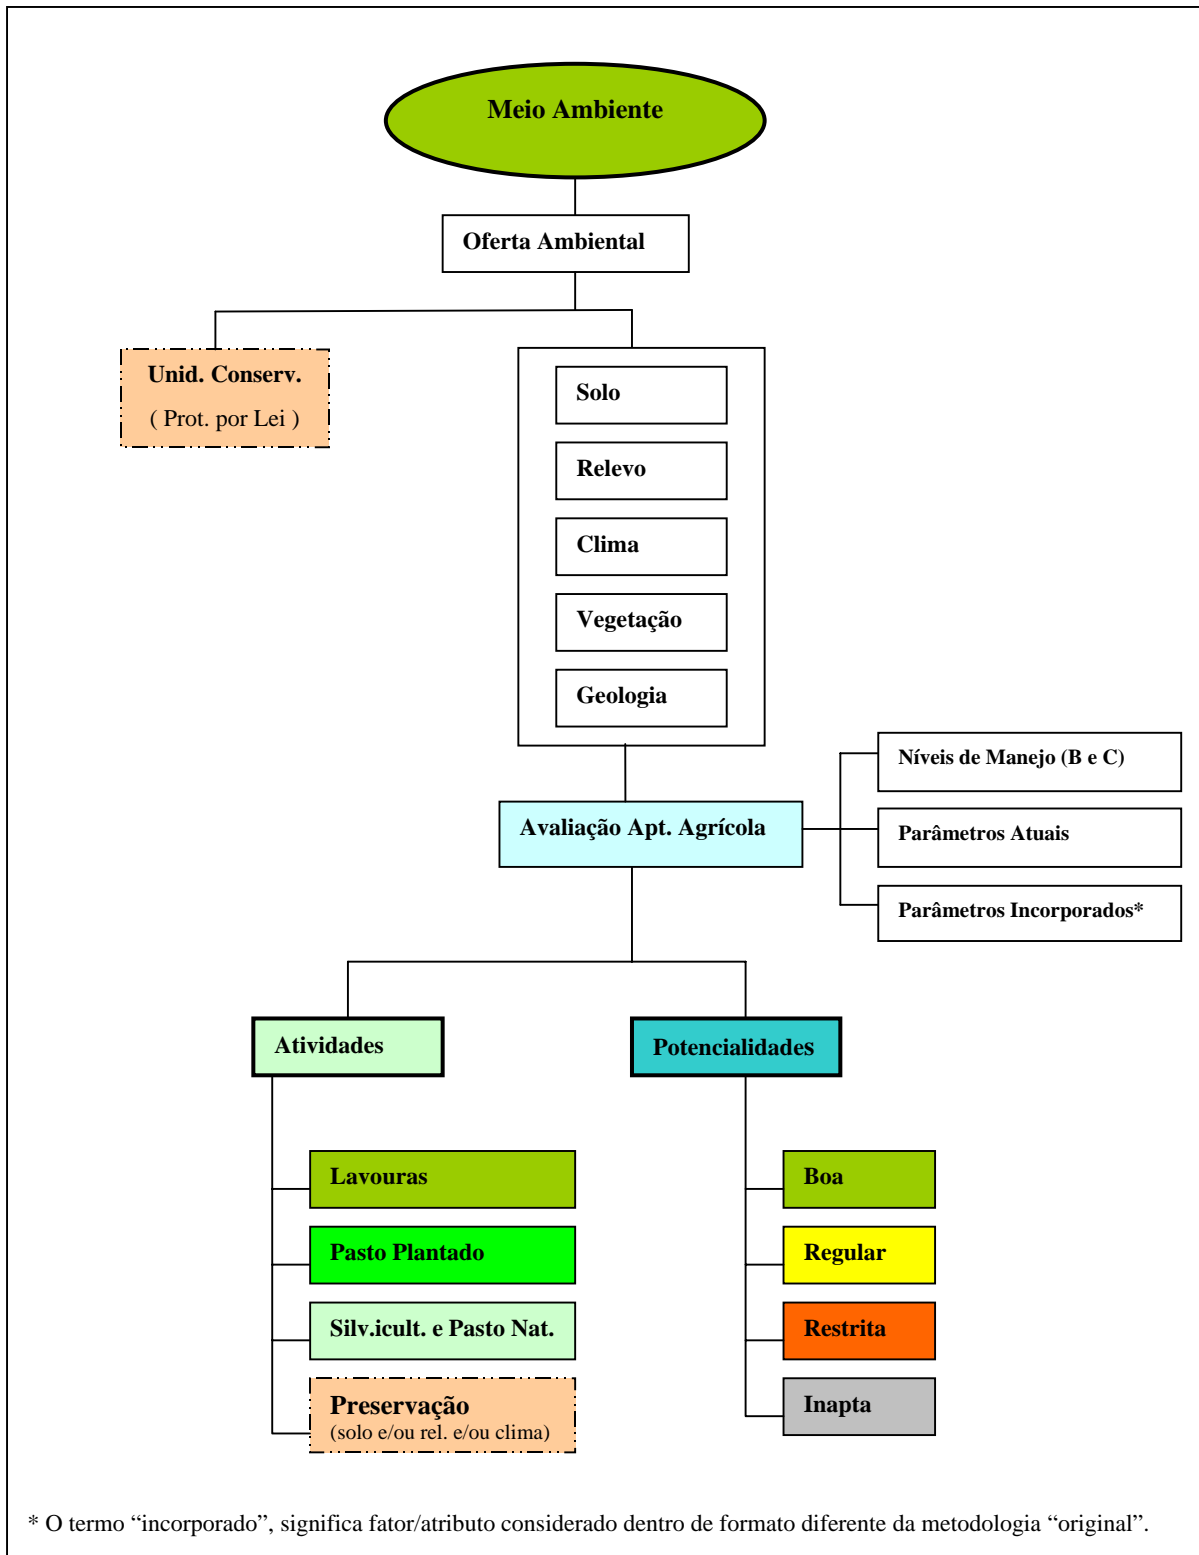 Meio Ambiente
Oferta Ambiental
Unid. Conserv.
( Prot. por Lei )
Solo
Relevo
Clima
Vegetação
Geologia
Avaliação Apt. Agrícola
Níveis de Manejo (B e C)
Parâmetros Atuais
Parâmetros Incorporados*
Atividades
Lavouras
Pasto Plantado
Silv.icult. e Pasto Nat.
Preservação
(solo e/ou rel. e/ou clima)
Potencialidades
Boa
Regular
Restrita
Inapta
* O termo “incorporado”, significa fator/atributo considerado dentro de formato diferente da metodologia “original”.